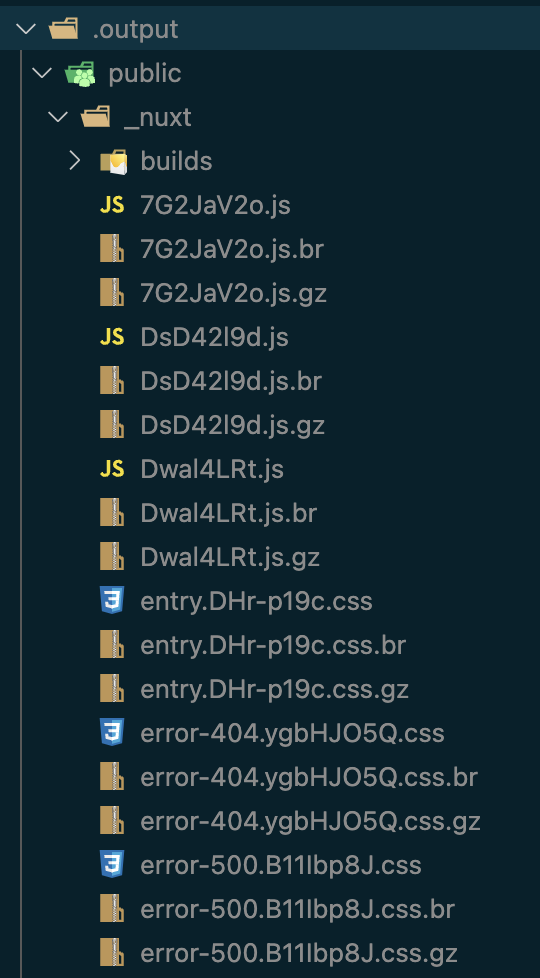 .output
public
_nuxt
builds
JS 7G2JaV2o.js
7G2JaV2o.js.br
7G2JaV2o.js.gz
JS DsD42l9d.js
DsD42l9d.js.br
DsD42l9d.js.gz
JS Dwal4LRt.js
Dwal4LRt.js.br
Dwal4LRt.js.gz
entry.DHr-p19c.css
entry.DHr-p19c.css.br
entry.DHr-p19c.css.gz
error-404.ygbHJO5Q.css
error-404.ygbHJO5Q.css.br
error-404.ygbHJO5Q.css.gz
error-500.B11Ibp8J.css
error-500.B11Ibp8J.css.br
error-500.B11Ibp8J.css.gz